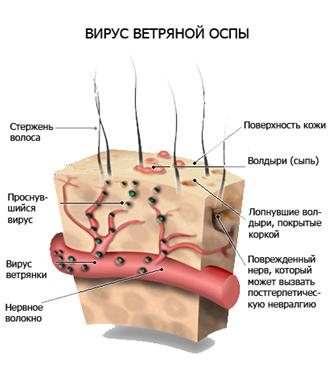 ВИРУС ВЕТРЯНОЙ ОСПЫ
Стержень
волоса
Поверхность кожи
Волдыри (сыпь)
Проснув-
шийся
вирус
Лопнувшие вол-
дыри, покрытые
коркой
Вирус
ветрянки
Поврежденный
нерв, который
может вызвать
постгерпетиче-
скую невралгию
Нервное
волокно